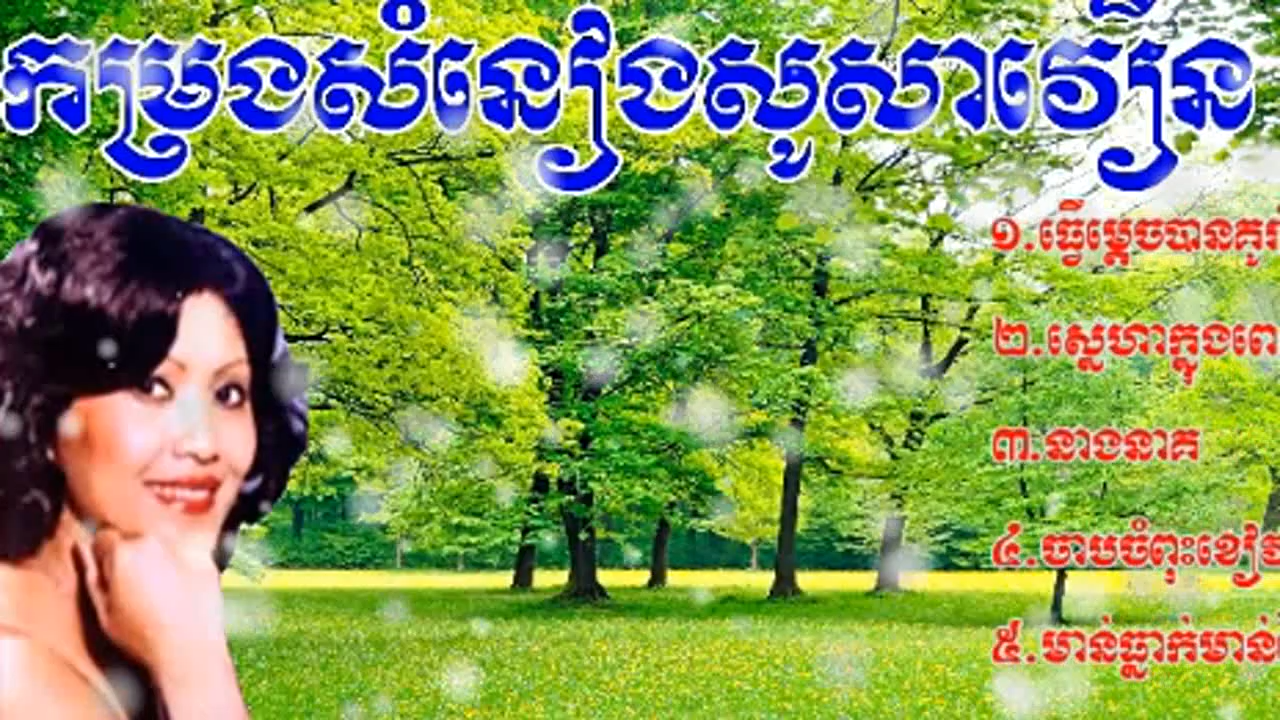 កម្រងសំនៀងសូសាវឿន
១.ធ្វើម្ដេចបានគូរ
២.ស្នេហាក្នុងពេ
៣.នាងនាគ
៤.ចាបចំពុះខៀវ
៥.មាន់ធ្លាក់មាន់